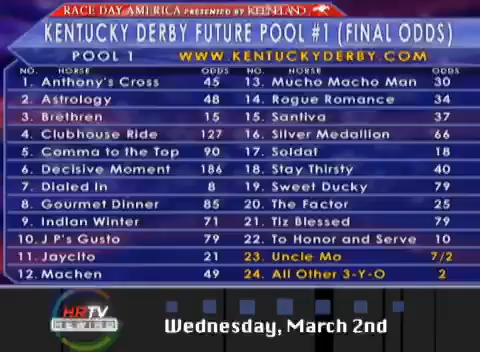 RACE DAY AMERICA PRESENTED BY KEENELAND
KENTUCKY DERBY FUTURE POOL #1 (FINAL ODDS)
POOL 1 WWW.KENTUCKYDERBY.COM
NO. HORSE ODDS NO. HORSE ODDS
1. Anthony's Cross 45 13. Mucho Macho Man 30
2. Astrology 48 14. Rogue Romance 34
3. Brethren 15 15. Santiva 37
4. Clubhouse Ride 127 16. Silver Medallion 66
5. Comma to the Top 90 17. Soldat 18
6. Decisive Moment 186 18. Stay Thirsty 40
7. Dialed in 8 19. Sweet Ducky 79
8. Gourmet Dinner 85 20. The Factor 25
9. Indian Winter 71 21. Tiz Blessed 79
10. J P's Gusto 79 22. To Honor and Serve 10
11. Jaycito 21 23. Uncle Mo 7/2
12. Machen 49 24. All Other 3-Y-O 2
HRTV
REWIND
Wednesday, March 2nd